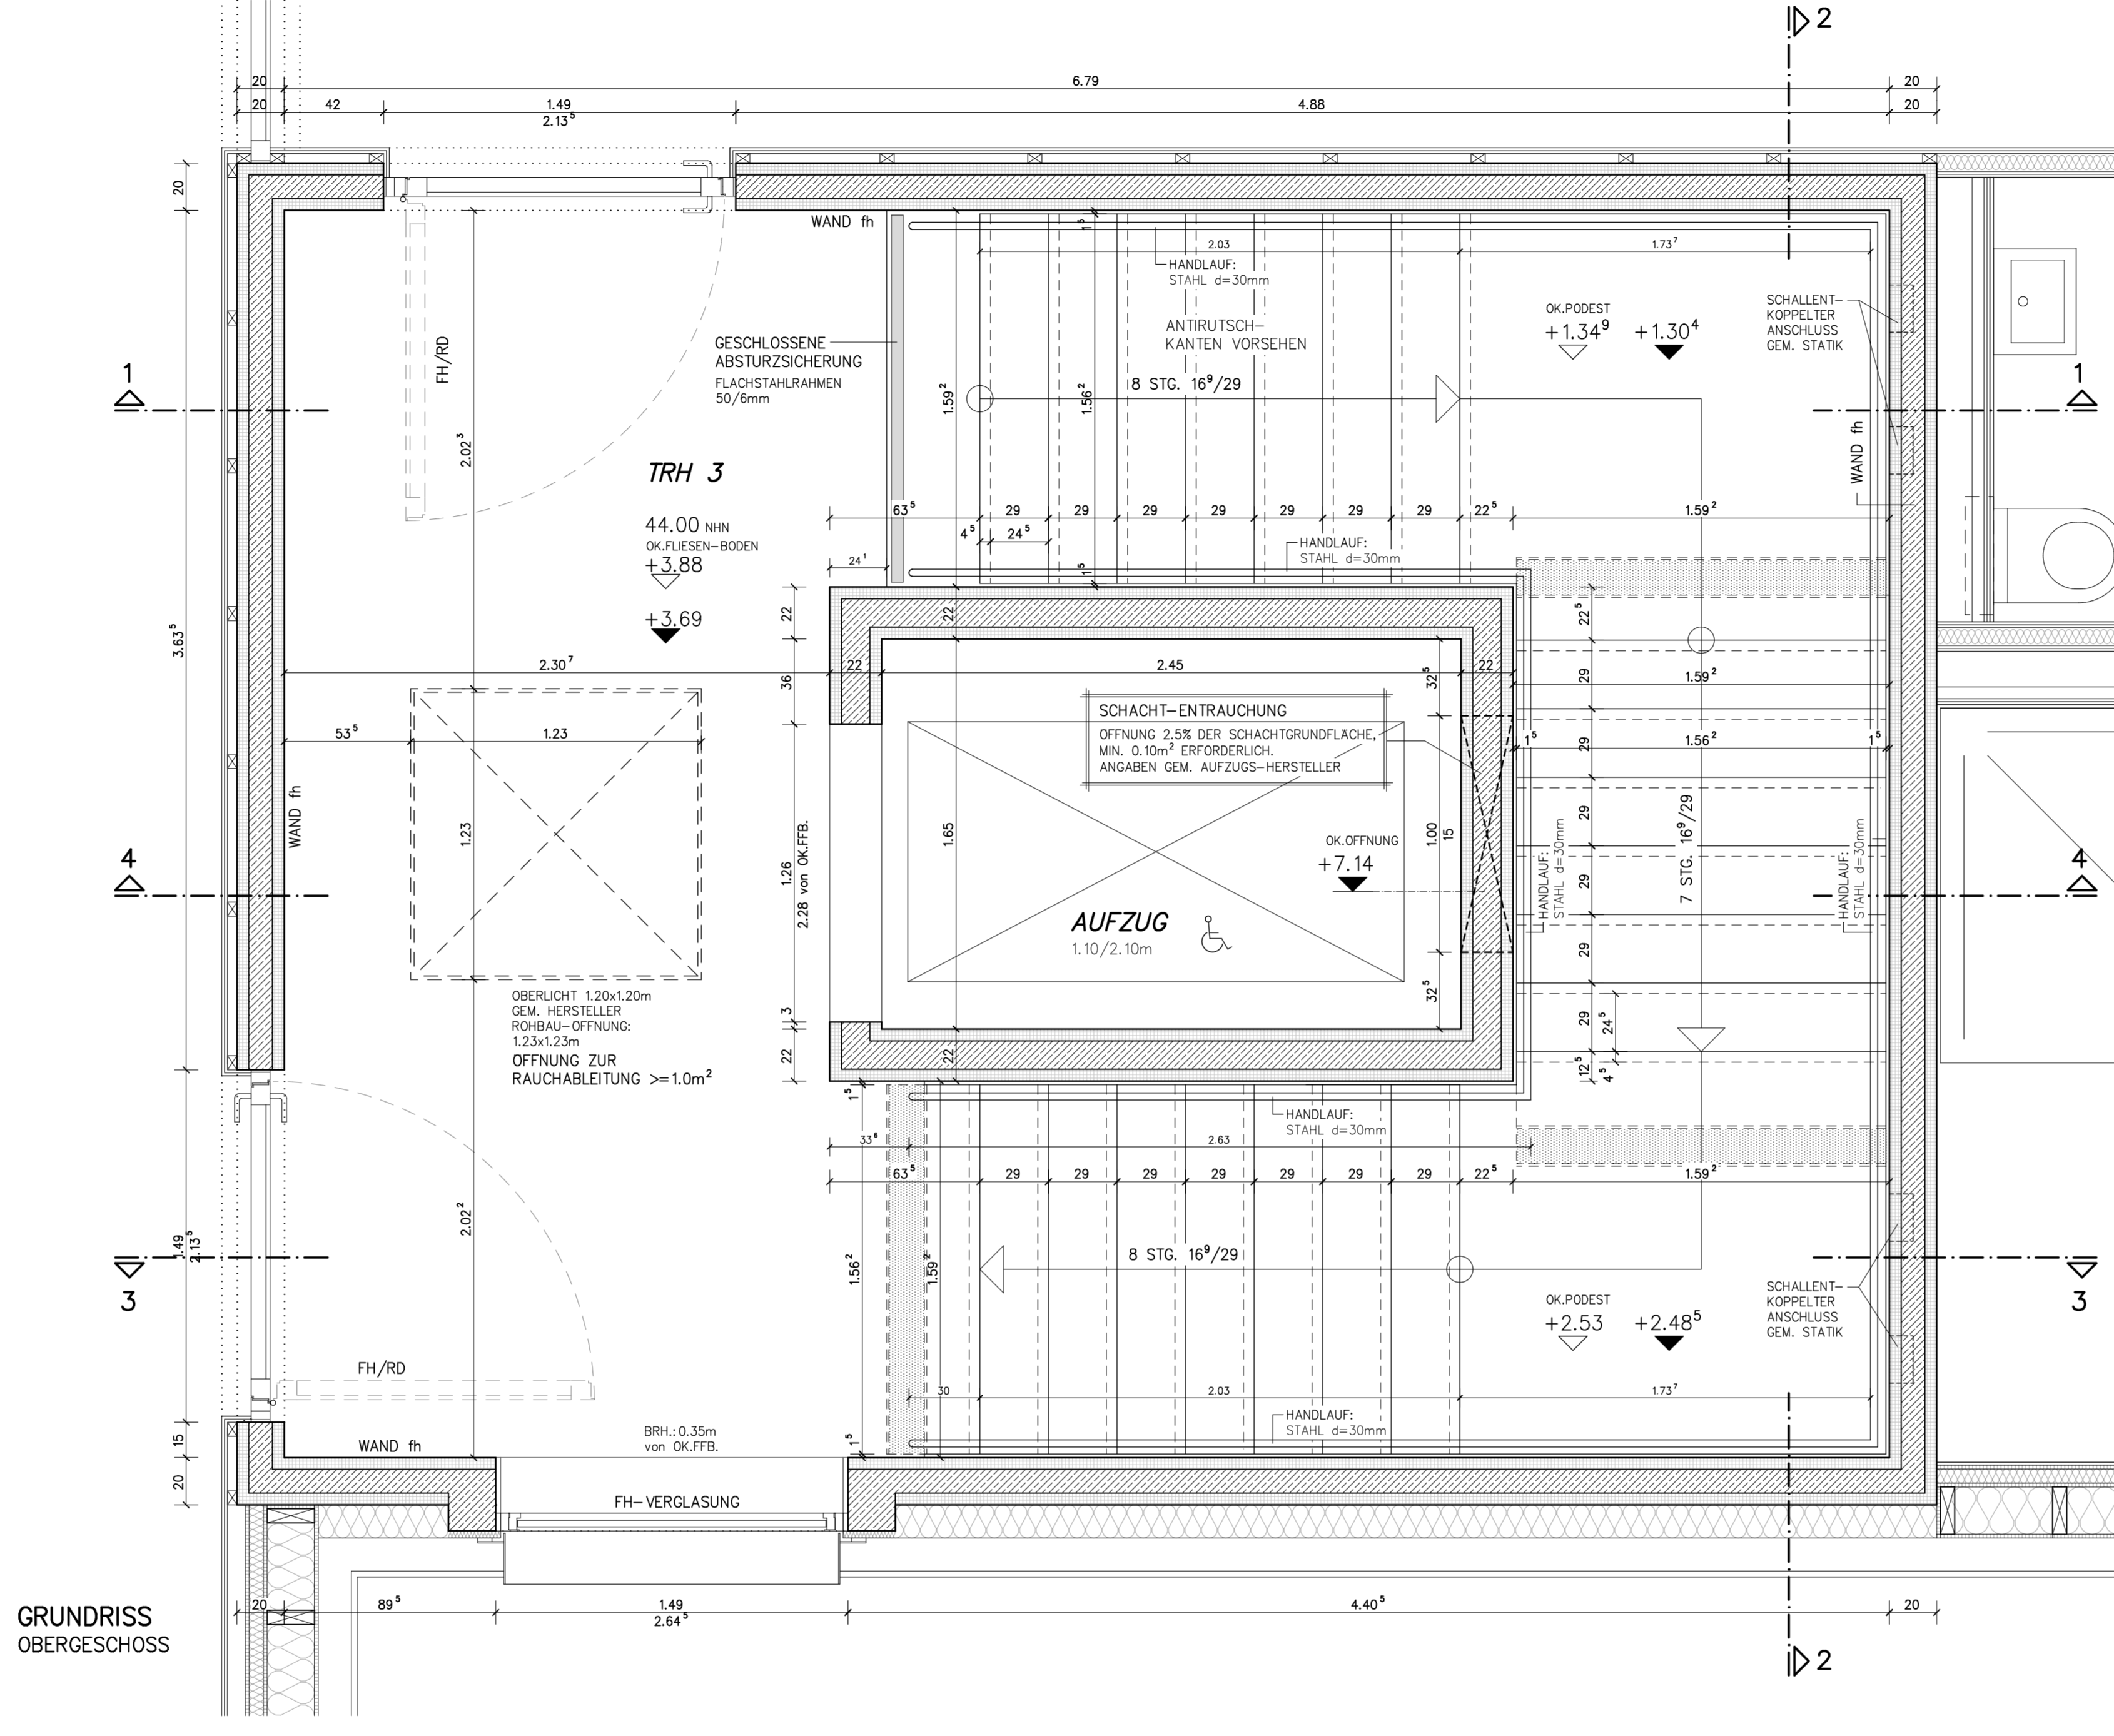 2
20
6.79
20
20
42
1.49
2.13⁵
4.88
20
20
WAND fh
1⁵
2.03
1.73⁷
HANDLAUF:
STAHL d=30mm
SCHALLENT-
KOPPELTER
ANSCHLUSS
GEM. STATIK
OK.PODEST
+1.34⁹
+1.30⁴
ANTIRUTSCH-
KANTEN VORSEHEN
GESCHLOSSENE
ABSTURZSICHERUNG
FLACHSTAHLRAHMEN
50/6mm
FH/RD
1
1
8 STG. 16⁹/29
1.59²
1.56²
2.02³
WAND fh
TRH 3
44.00 NHN
OK.FLIESEN-BODEN
+3.88
+3.69
63⁵
29
29
29
29
29
29
29
22⁵
1.59²
4⁵
24⁵
24¹
1⁵
HANDLAUF:
STAHL d=30mm
3.63⁵
22
22
22⁵
2.30⁷
22
2.45
22
36
32⁵
29
1.59²
53⁵
1.23
SCHACHT-ENTRAUCHUNG
ÖFFNUNG 2.5% DER SCHACHTGRUNDFLÄCHE,
MIN. 0.10m² ERFORDERLICH.
ANGABEN GEM. AUFZUGS-HERSTELLER
1⁵
29
1.56²
1⁵
WAND fh
1.23
1.26
2.28 von OK.FFB.
1.65
OK.ÖFFNUNG
+7.14
1.00
15
29
7 STG. 16⁹/29
HANDLAUF:
STAHL d=30mm
HANDLAUF:
STAHL d=30mm
4
4
29
29
AUFZUG
1.10/2.10m
OBERLICHT 1.20x1.20m
GEM. HERSTELLER
ROHBAU-ÖFFNUNG:
1.23x1.23m
ÖFFNUNG ZUR
RAUCHABLEITUNG >=1.0m²
3
32⁵
29
24⁵
22
22
12⁵
4⁵
1⁵
HANDLAUF:
STAHL d=30mm
33⁶
2.63
63⁵
29
29
29
29
29
29
29
22⁵
1.59²
2.02²
1.49
2.13⁵
1.56²
1.59²
8 STG. 16⁹/29
3
3
OK.PODEST
+2.53
+2.48⁵
SCHALLENT-
KOPPELTER
ANSCHLUSS
GEM. STATIK
FH/RD
30
2.03
1.73⁷
HANDLAUF:
STAHL d=30mm
15
WAND fh
BRH.: 0.35m
von OK.FFB.
1⁵
20
FH-VERGLASUNG
20
89⁵
1.49
2.64⁵
4.40⁵
20
GRUNDRISS
OBERGESCHOSS
2